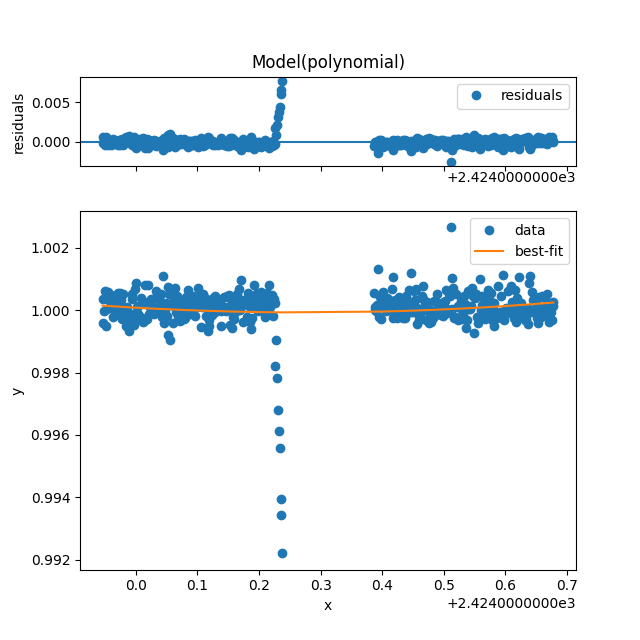 Model(polynomial)
residuals
0.005
0.000
residuals
+2.4240000000e3
data
best-fit
y
1.002
1.000
0.998
0.996
0.994
0.992
0.0 0.1 0.2 0.3 0.4 0.5 0.6 0.7
x
+2.4240000000e3